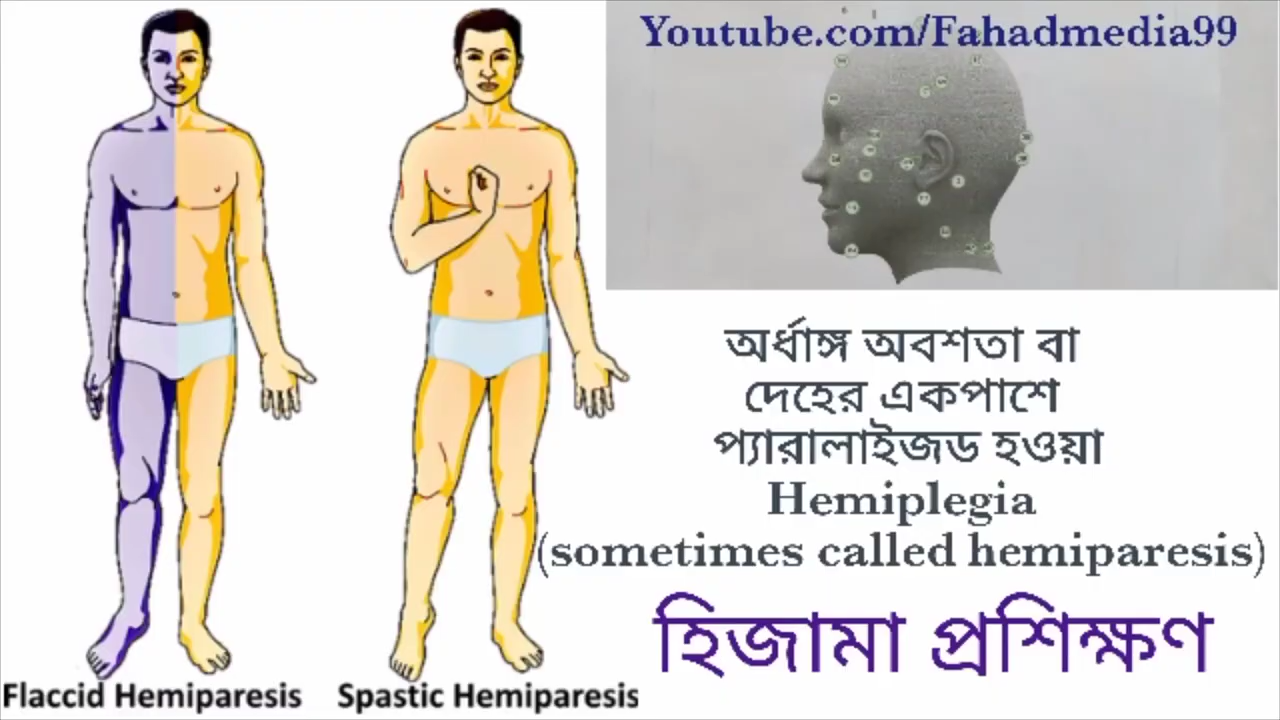 Youtube.com/Fahadmedia99
অর্ধাঙ্গ অবশতা বা
দেহের একপাশে
প্যারালাইজড হওয়া
Hemiplegia
(sometimes called hemiparesis)
হিজামা প্রশিক্ষণ
Flaccid Hemiparesis
Spastic Hemiparesis